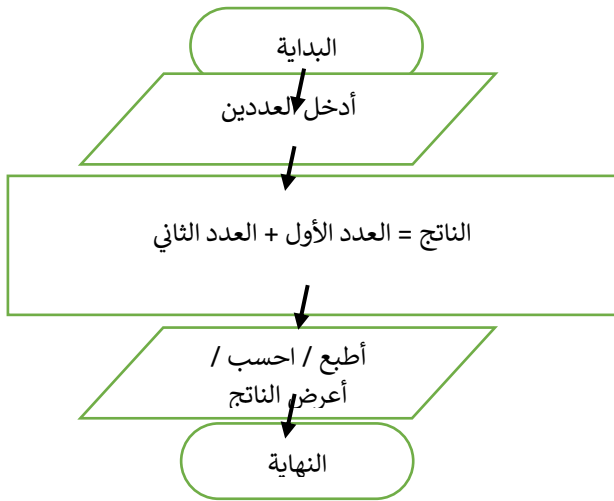 البداية
أدخل العددين
الناتج = العدد الأول + العدد الثاني
أطبع / احسب /
أعرض الناتج
النهاية